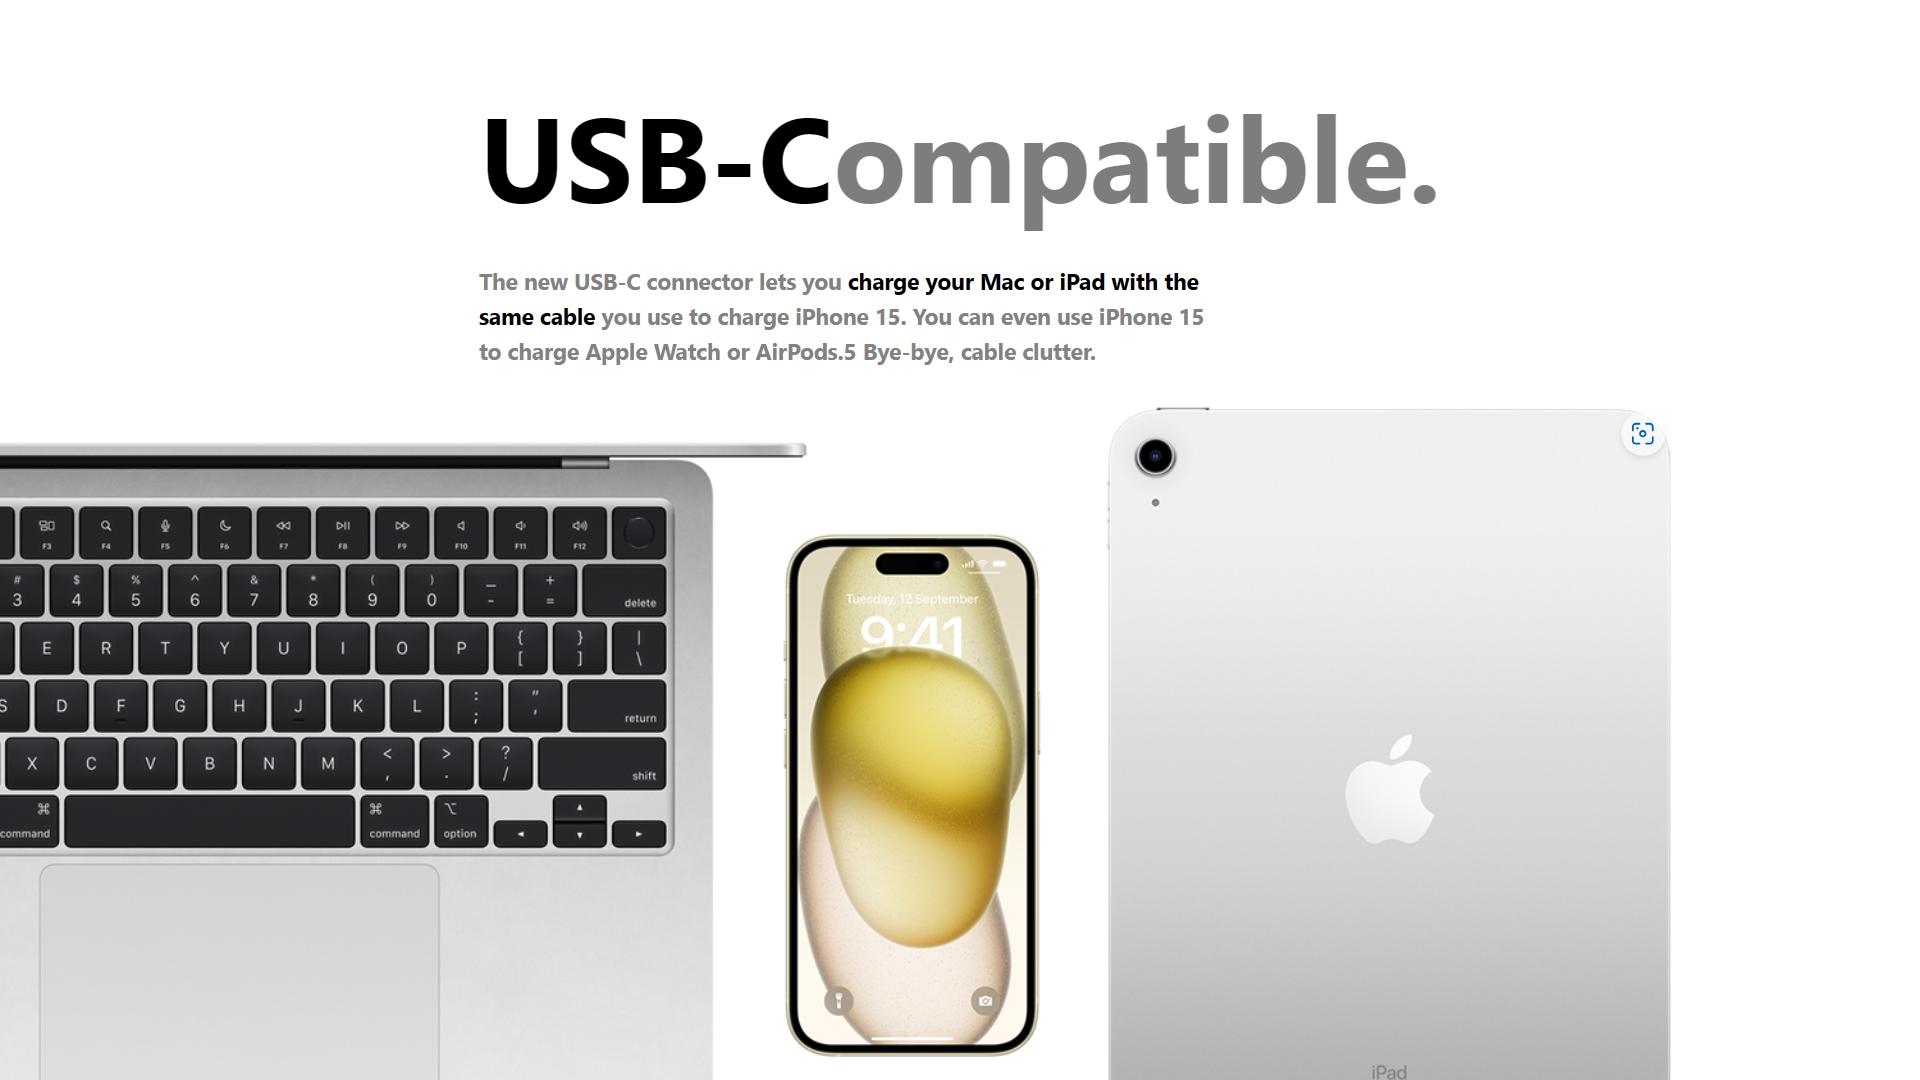 USB-Compatible.
The new USB-C connector lets you charge your Mac or iPad with the
same cable you use to charge iPhone 15. You can even use iPhone 15
to charge Apple Watch or AirPods.5 Bye-bye, cable clutter.
F3 F4 F5 F6 F7 F8 F9 F10 F11 F12
# $ % ^ & * ( ) _ +
3 4 5 6 7 8 9 0 - =
delete
E R T Y U I O P { [ } ] | \
S D F G H J K L : ; " ,
return
X C V B N M < , > . ? /
shift
⌘ ⌘ ⌥
command command option
Tuesday, 12 September
9:41
iPad